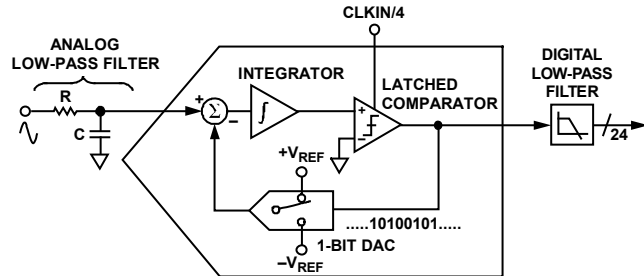 CLKIN/4
ANALOG
LOW-PASS FILTER
INTEGRATOR
LATCHED
COMPARATOR
DIGITAL
LOW-PASS
FILTER
R
C
+
Σ
−
∫
+
−
24
+VREF
.....10100101.....
1-BIT DAC
−VREF